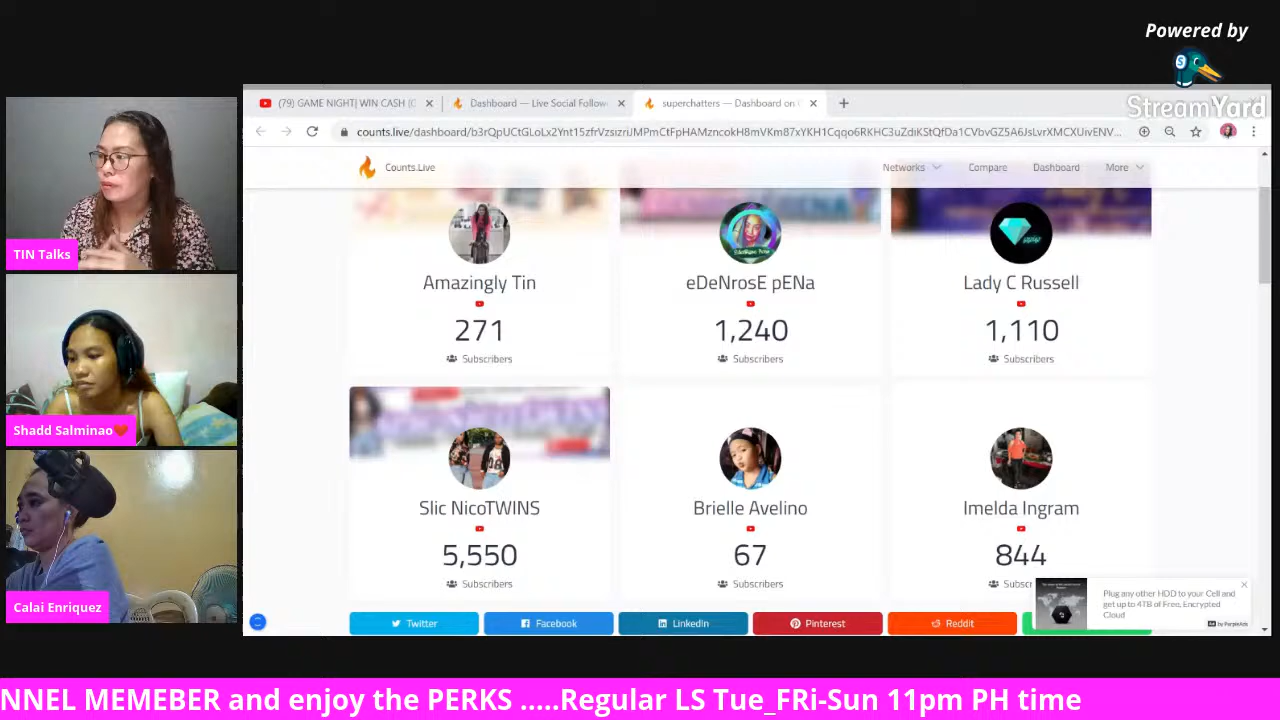 Powered by
StreamYard
(79) GAME NIGHT| WIN CASH (
Dashboard — Live Social Follow
superchatters — Dashboard on
counts.live/dashboard/
Counts.Live
Networks
Compare
Dashboard
More
Amazingly Tin
271
Subscribers
eDeNrosE pENa
1,240
Subscribers
Lady C Russell
1,110
Subscribers
Slic NicoTWINS
5,550
Subscribers
Brielle Avelino
67
Subscribers
Imelda Ingram
844
Subsc
Plug any other HDD to your Cell and
get up to 4TB of Free, Encrypted
Cloud
Ad by PurpleAds
Twitter
Facebook
LinkedIn
Pinterest
Reddit
TIN Talks
Shadd Salminao❤️
Calai Enriquez
NNEL MEMEBER and enjoy the PERKS .....Regular LS Tue_FRi-Sun 11pm PH time